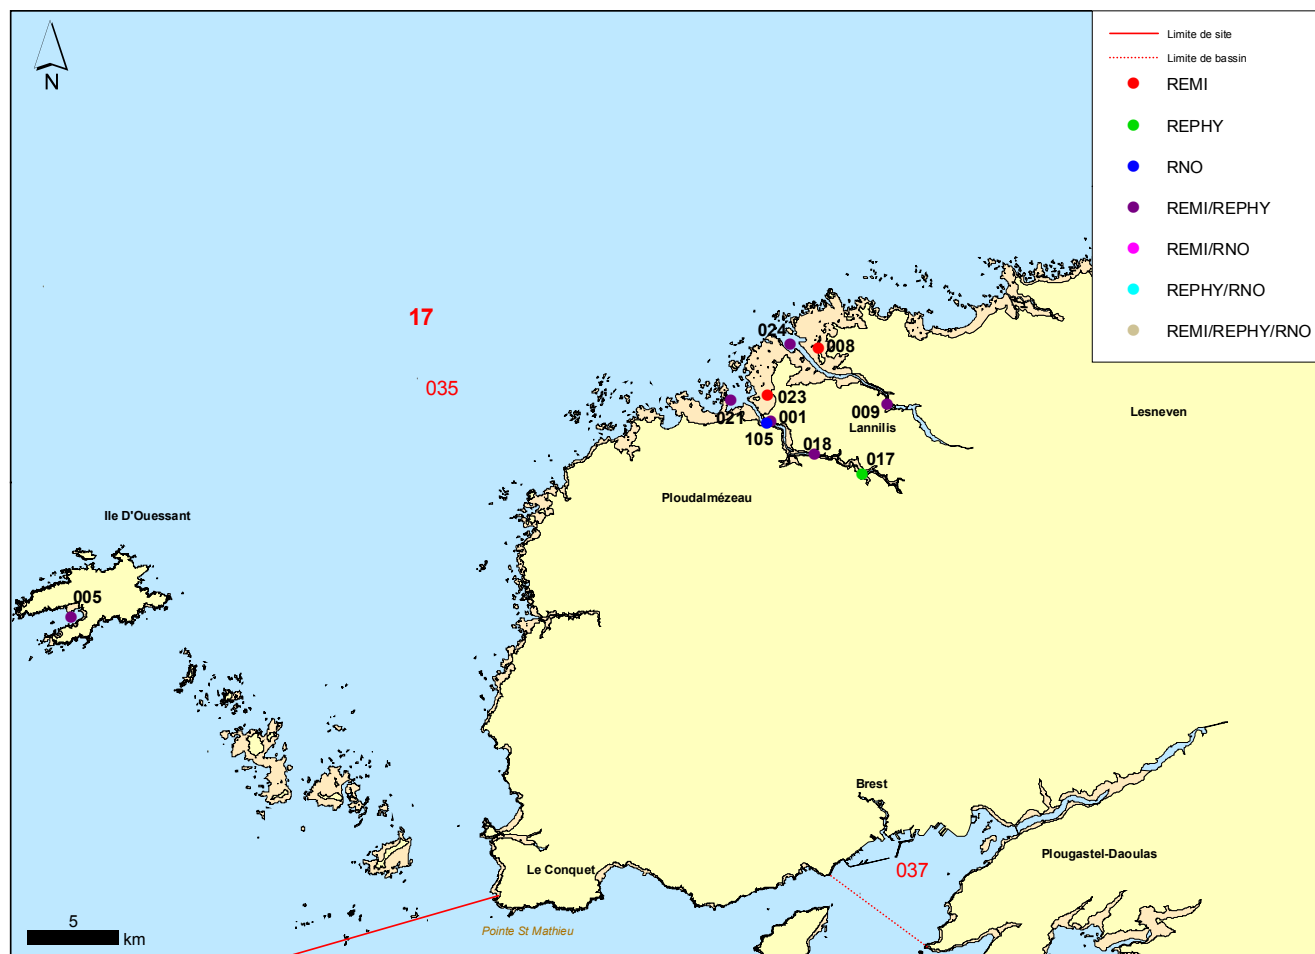 N
Limite de site
Limite de bassin
REMI
REPHY
RNO
REMI/REPHY
REMI/RNO
REPHY/RNO
REMI/REPHY/RNO
17
035
024
008
023
021
001
105
009
Lannilis
018
017
Lesneven
Ploudalmézeau
Ile D'Ouessant
005
Brest
037
Plougastel-Daoulas
Le Conquet
Pointe St Mathieu
5
km